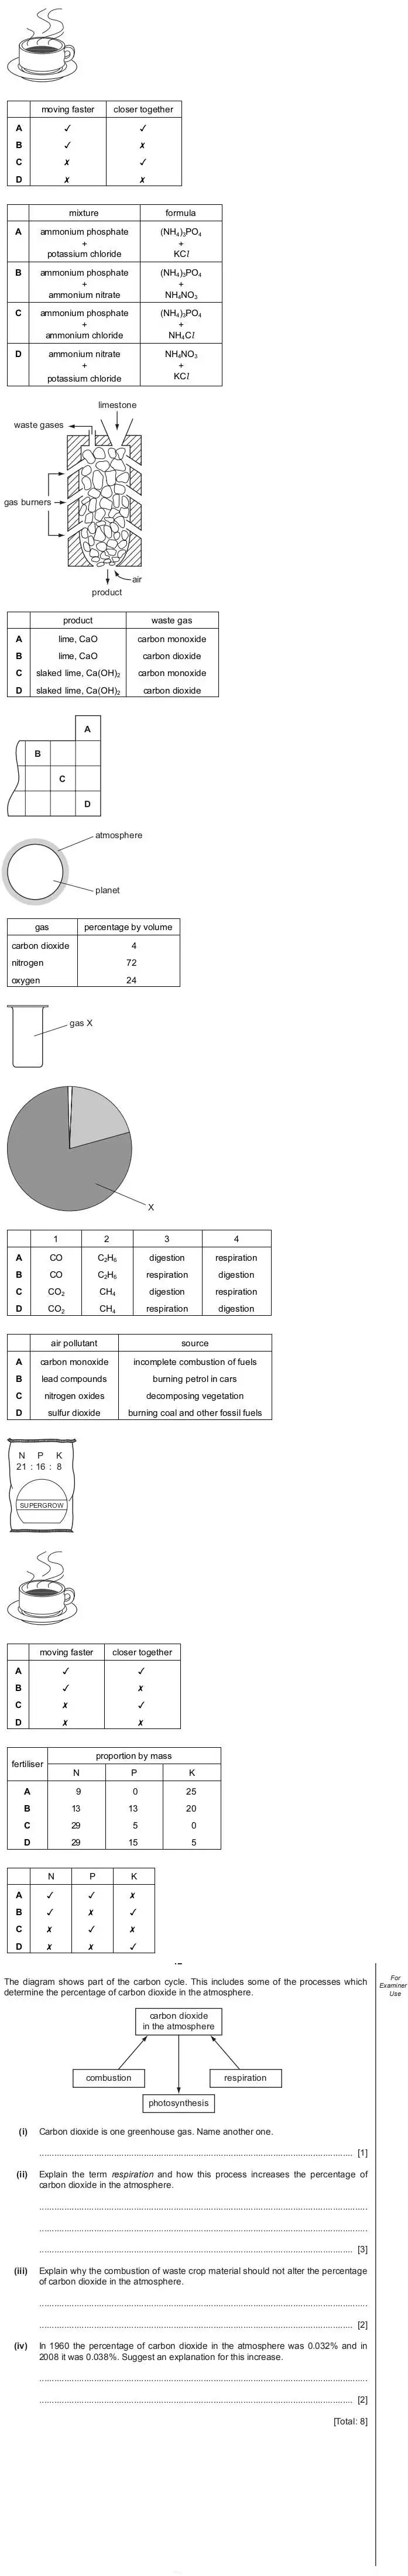 moving faster closer together
A ✓ ✓
B ✓ ✗
C ✗ ✓
D ✗ ✗
mixture formula
A ammonium phosphate (NH₄)₃PO₄
+ +
potassium chloride KCl
B ammonium phosphate (NH₄)₃PO₄
+ +
ammonium nitrate NH₄NO₃
C ammonium phosphate (NH₄)₃PO₄
+ +
ammonium chloride NH₄Cl
D ammonium nitrate NH₄NO₃
+ +
potassium chloride KCl
limestone
waste gases
gas burners
air
product
product waste gas
A lime, CaO carbon monoxide
B lime, CaO carbon dioxide
C slaked lime, Ca(OH)₂ carbon monoxide
D slaked lime, Ca(OH)₂ carbon dioxide
A
B
C
D
atmosphere
planet
gas percentage by volume
carbon dioxide 4
nitrogen 72
oxygen 24
gas X
X
1 2 3 4
A CO C₂H₆ digestion respiration
B CO C₂H₆ respiration digestion
C CO₂ CH₄ digestion respiration
D CO₂ CH₄ respiration digestion
air pollutant source
A carbon monoxide incomplete combustion of fuels
B lead compounds burning petrol in cars
C nitrogen oxides decomposing vegetation
D sulfur dioxide burning coal and other fossil fuels
N P K
21 : 16 : 8
SUPERGROW
moving faster closer together
A ✓ ✓
B ✓ ✗
C ✗ ✓
D ✗ ✗
fertiliser proportion by mass
N P K
A 9 0 25
B 13 13 20
C 29 5 0
D 29 15 5
N P K
A ✓ ✓ ✗
B ✓ ✗ ✓
C ✗ ✓ ✗
D ✗ ✗ ✓
For
Examiner
Use
The diagram shows part of the carbon cycle. This includes some of the processes which
determine the percentage of carbon dioxide in the atmosphere.
carbon dioxide
in the atmosphere
combustion respiration
photosynthesis
(i) Carbon dioxide is one greenhouse gas. Name another one.
[1]
(ii) Explain the term respiration and how this process increases the percentage of
carbon dioxide in the atmosphere.
[3]
(iii) Explain why the combustion of waste crop material should not alter the percentage
of carbon dioxide in the atmosphere.
[2]
(iv) In 1960 the percentage of carbon dioxide in the atmosphere was 0.032% and in
2008 it was 0.038%. Suggest an explanation for this increase.
[2]
[Total: 8]